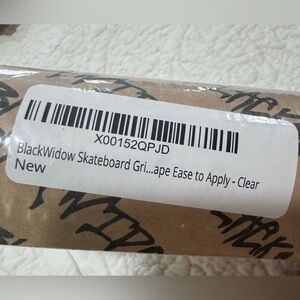 X00152QPJD
BlackWidow Skateboard Gri...ape Ease to Apply - Clear
New